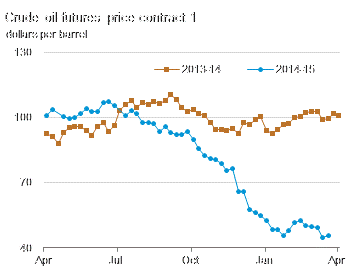 Crude oil futures price contract 1
dollars per barrel
130
2013-14 2014-15
100
70
40
Apr Jul Oct Jan Apr